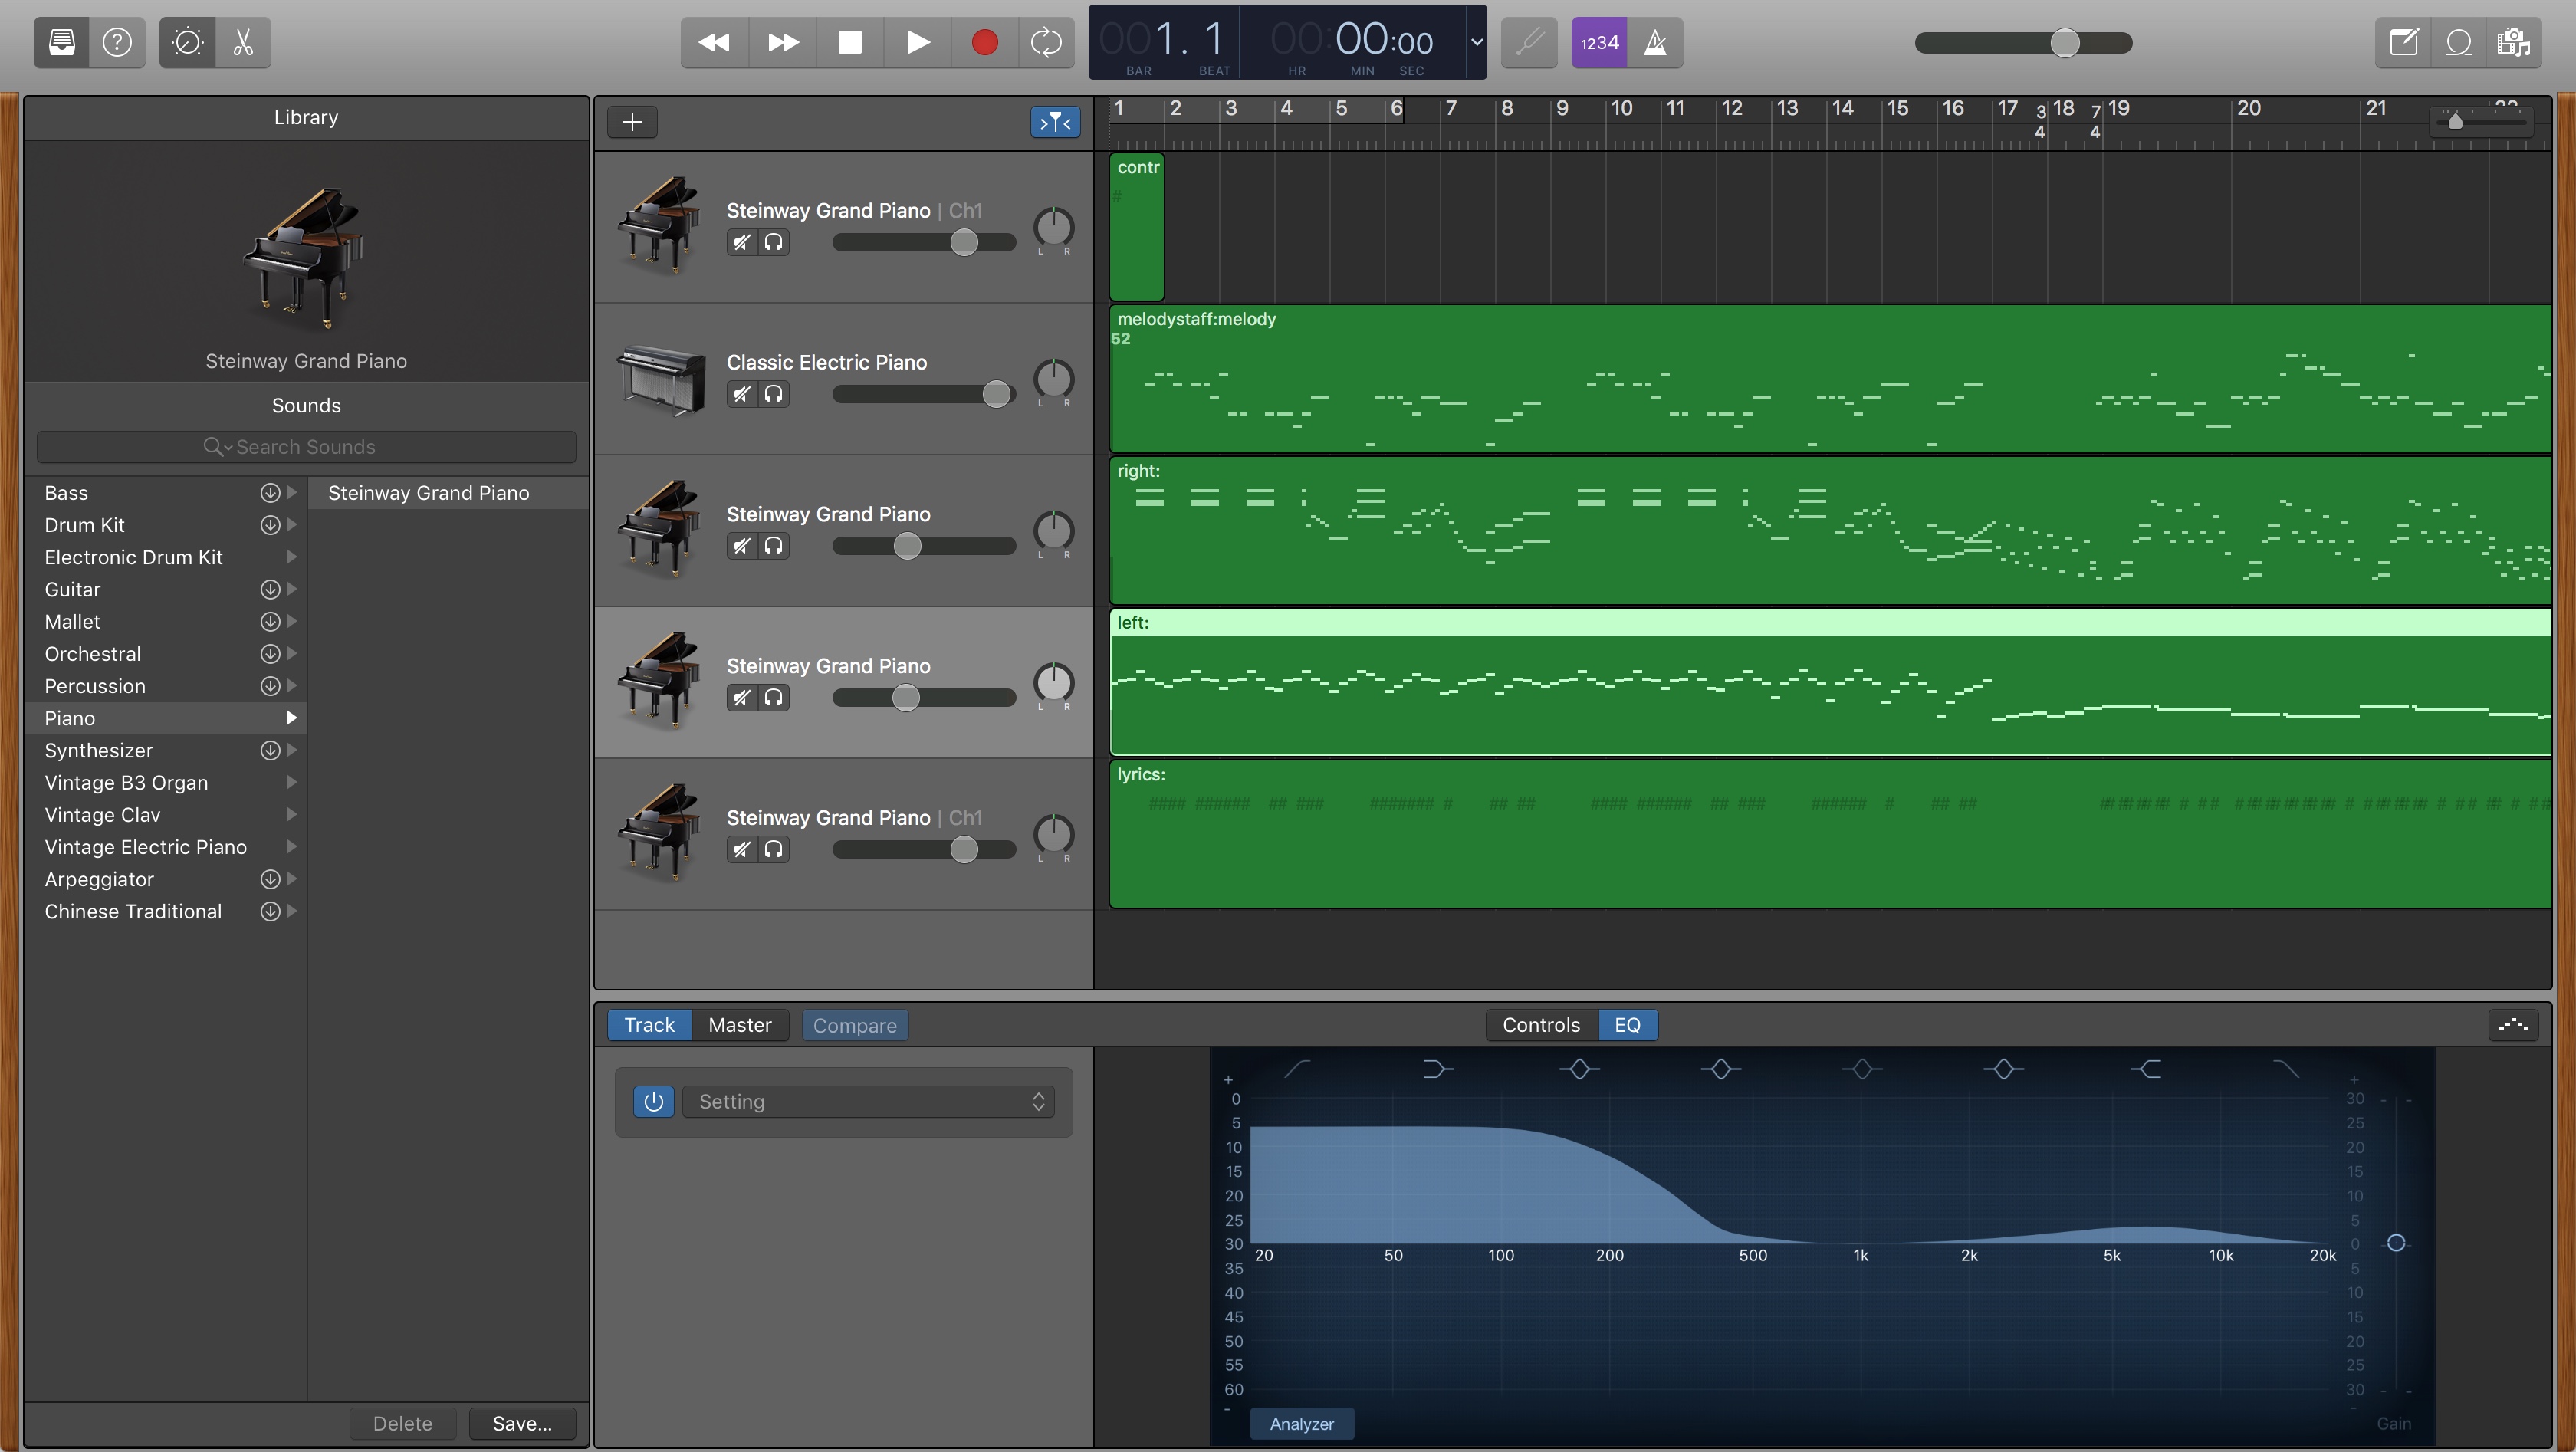 001. 1
00:00:00
BAR BEAT HR MIN SEC
1234
Library
Steinway Grand Piano
Sounds
Search Sounds
Bass
Drum Kit
Electronic Drum Kit
Guitar
Mallet
Orchestral
Percussion
Piano
Synthesizer
Vintage B3 Organ
Vintage Clav
Vintage Electric Piano
Arpeggiator
Chinese Traditional
Steinway Grand Piano
Delete Save...
1 2 3 4 5 6 7 8 9 10 11 12 13 14 15 16 17 3/4 18 7/4 19 20 21 22
Steinway Grand Piano | Ch1
L R
contr
#
Classic Electric Piano
L R
melodystaff:melody
52
Steinway Grand Piano
L R
right:
Steinway Grand Piano
L R
left:
Steinway Grand Piano | Ch1
L R
lyrics:
Track Master Compare
Controls EQ
Setting
+
0
5
10
15
20
25
30
35
40
45
50
55
60
-
20 50 100 200 500 1k 2k 5k 10k 20k
+
30
25
20
15
10
5
0
5
10
15
20
25
30
-
Analyzer
Gain